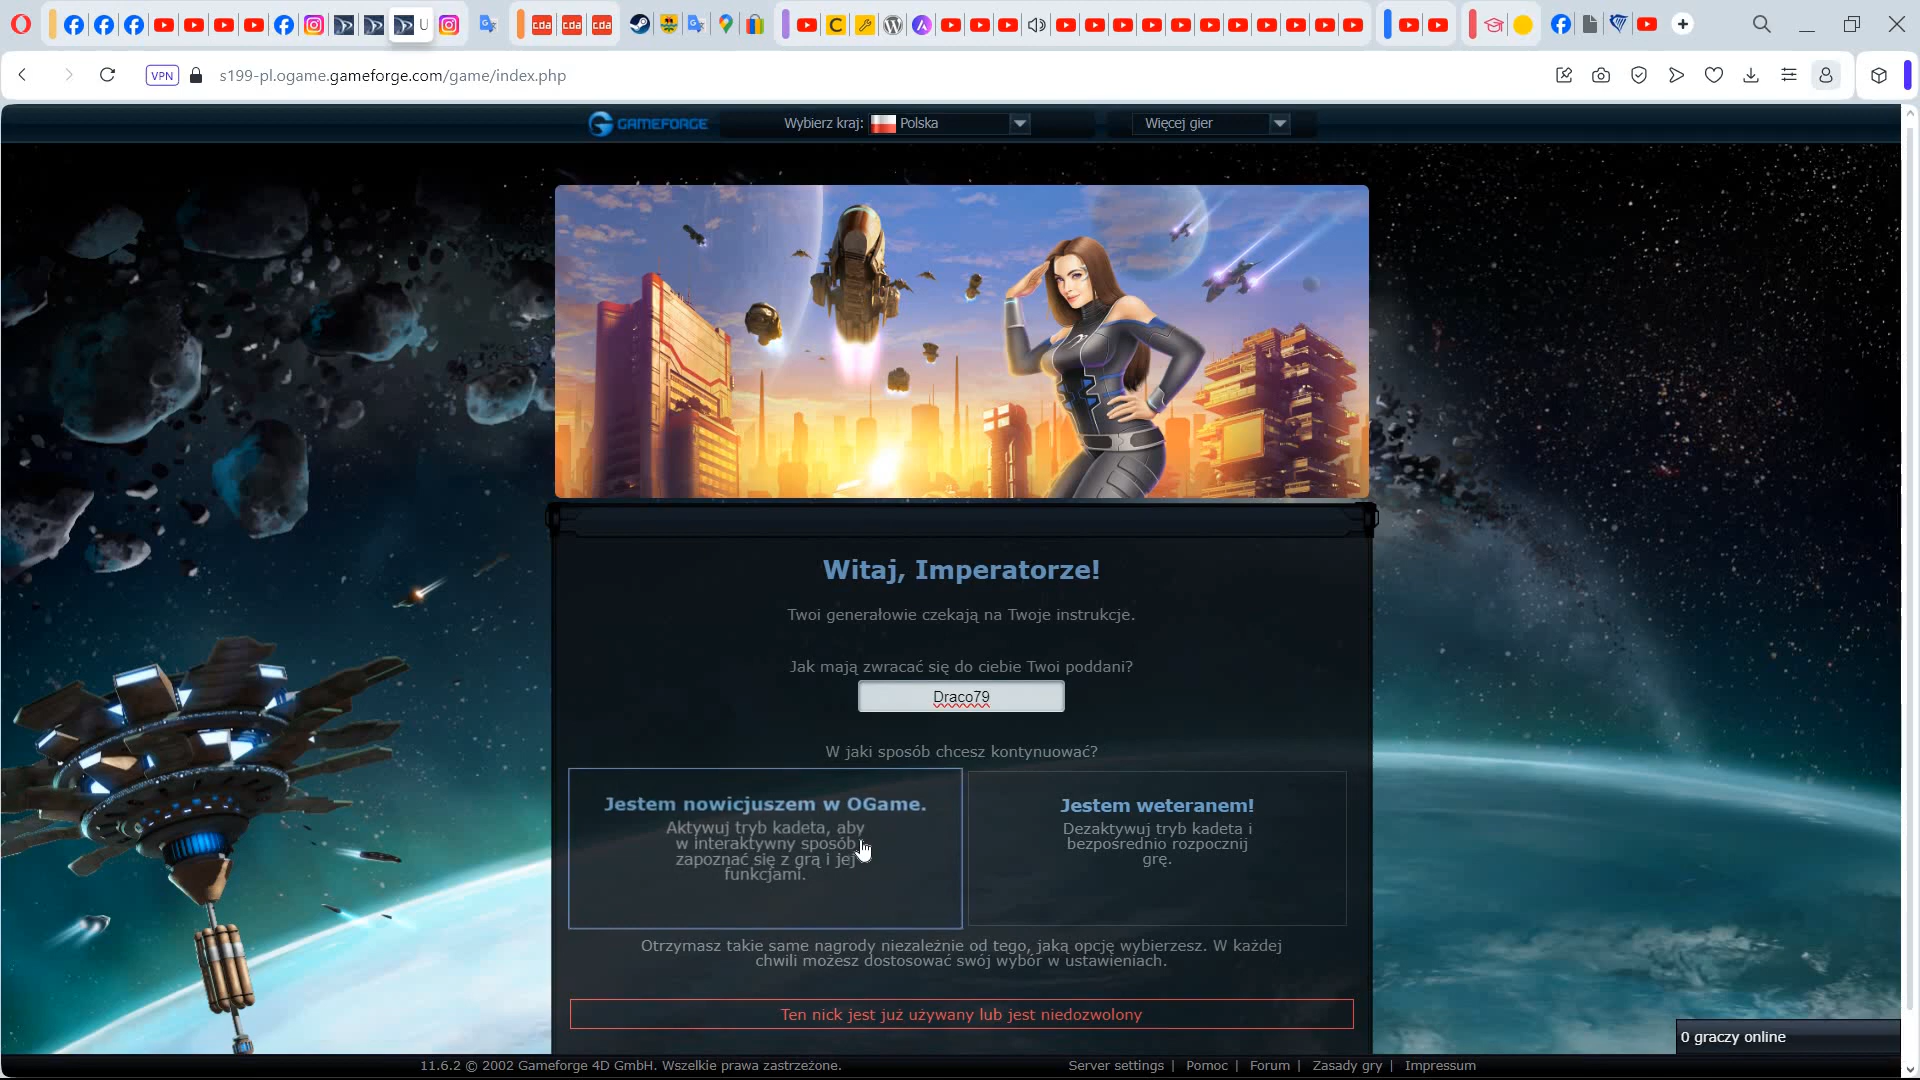 U
VPN
s199-pl.ogame.gameforge.com/game/index.php
GAMEFORGE
Wybierz kraj: Polska
Więcej gier
Witaj, Imperatorze!
Twoi generałowie czekają na Twoje instrukcje.
Jak mają zwracać się do ciebie Twoi poddani?
Draco79
W jaki sposób chcesz kontynuować?
Jestem nowicjuszem w OGame.
Aktywuj tryb kadeta, aby
w interaktywny sposób
zapoznać się z grą i jej
funkcjami.
Jestem weteranem!
Dezaktywuj tryb kadeta i
bezpośrednio rozpocznij
grę.
Otrzymasz takie same nagrody niezależnie od tego, jaką opcję wybierzesz. W każdej
chwili możesz dostosować swój wybór w ustawieniach.
Ten nick jest już używany lub jest niedozwolony
0 graczy online
11.6.2 © 2002 Gameforge 4D GmbH. Wszelkie prawa zastrzeżone.
Server settings | Pomoc | Forum | Zasady gry | Impressum